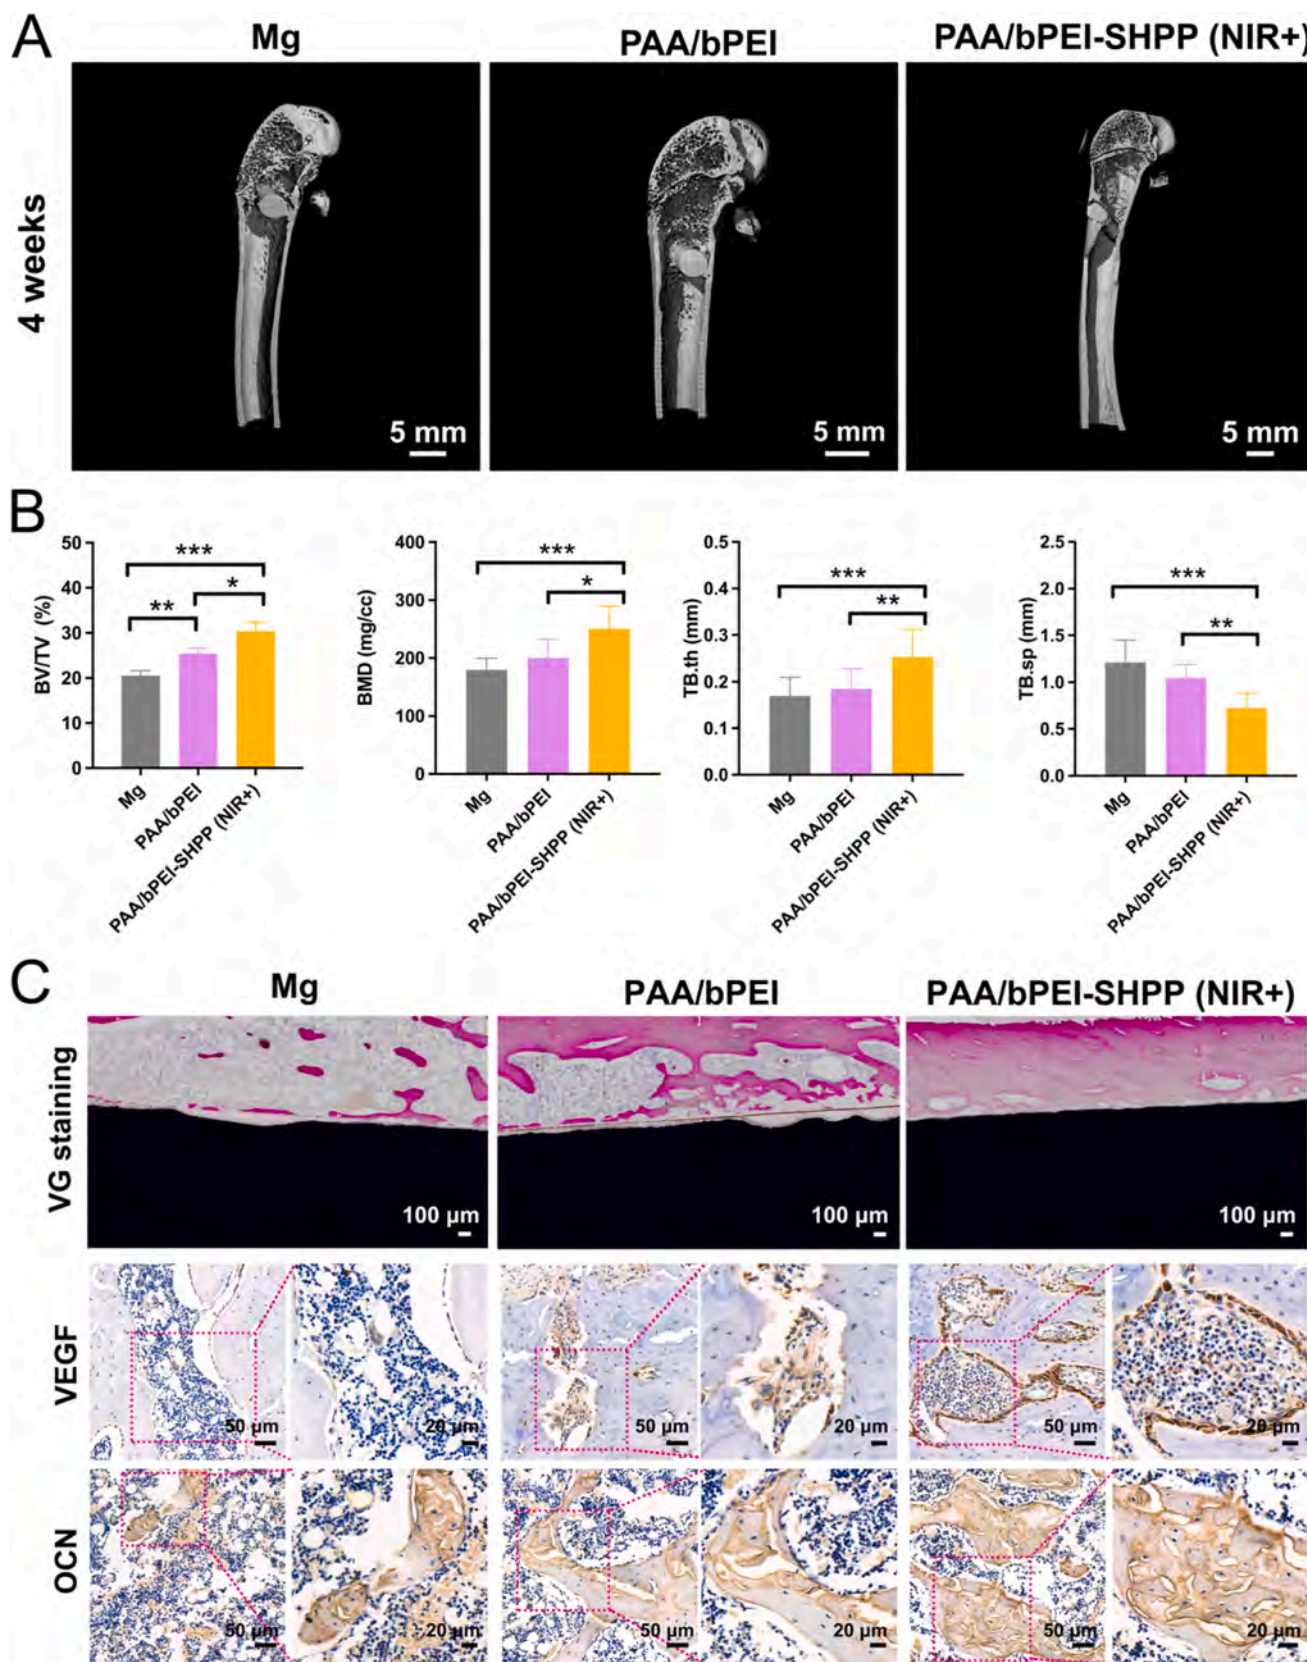 A
Mg
PAA/bPEI
PAA/bPEI-SHPP (NIR+)
4 weeks
5 mm
5 mm
5 mm
B
BV/TV (%)
50
40
30
20
10
0
***
**
*
Mg
PAA/bPEI
PAA/bPEI-SHPP (NIR+)
BMD (mg/cc)
400
300
200
100
0
***
*
Mg
PAA/bPEI
PAA/bPEI-SHPP (NIR+)
TB.th (mm)
0.5
0.4
0.3
0.2
0.1
0.0
***
**
Mg
PAA/bPEI
PAA/bPEI-SHPP (NIR+)
TB.sp (mm)
2.5
2.0
1.5
1.0
0.5
0.0
***
**
Mg
PAA/bPEI
PAA/bPEI-SHPP (NIR+)
C
Mg
PAA/bPEI
PAA/bPEI-SHPP (NIR+)
VG staining
100 µm
100 µm
100 µm
VEGF
50 µm
20 µm
50 µm
20 µm
50 µm
20 µm
OCN
50 µm
20 µm
50 µm
20 µm
50 µm
20 µm